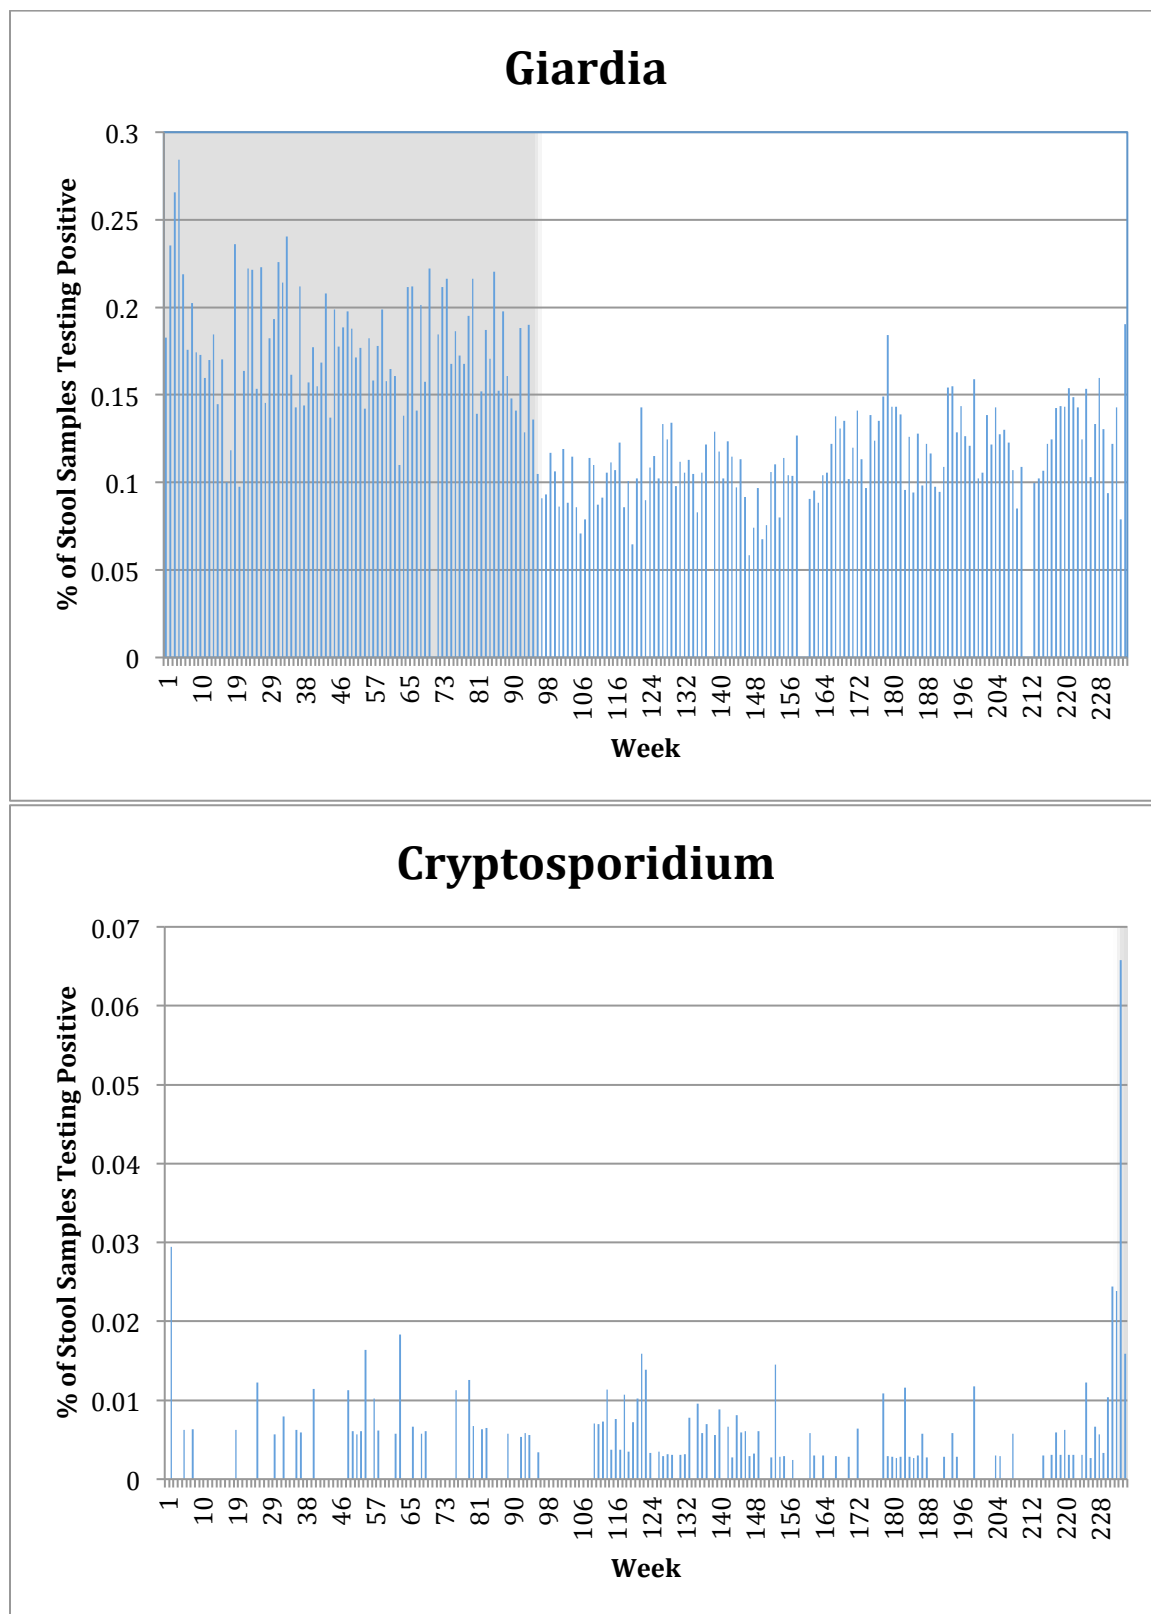 Giardia
% of Stool Samples Testing Positive
0.3
0.25
0.2
0.15
0.1
0.05
0
1 10 19 29 38 46 57 65 73 81 90 98 106 116 124 132 140 148 156 164 172 180 188 196 204 212 220 228
Week
Cryptosporidium
% of Stool Samples Testing Positive
0.07
0.06
0.05
0.04
0.03
0.02
0.01
0
1 10 19 29 38 46 57 65 73 81 90 98 106 116 124 132 140 148 156 164 172 180 188 196 204 212 220 228
Week